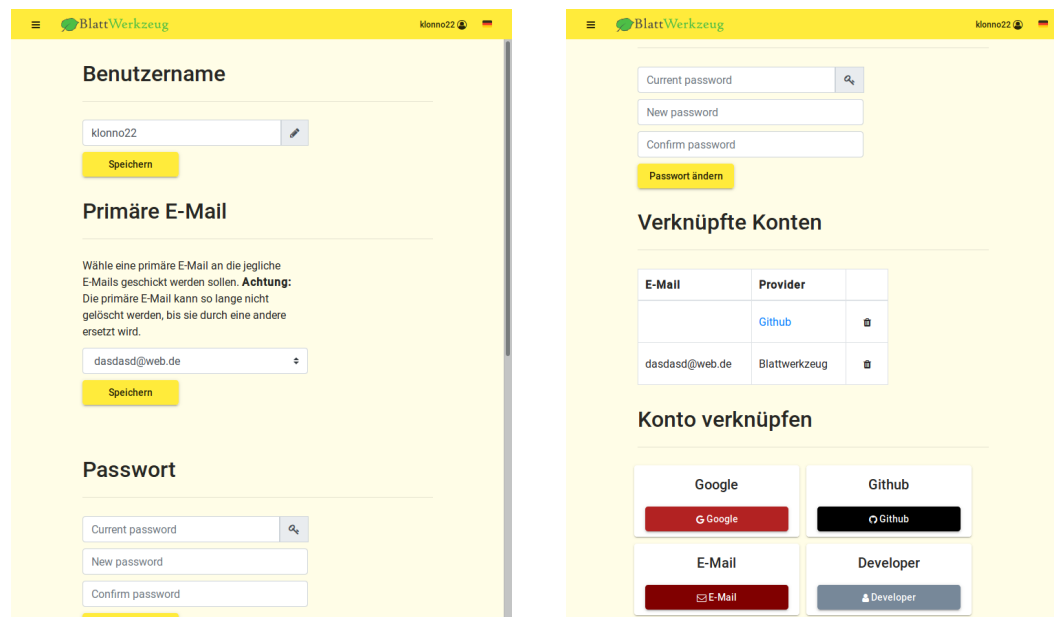 BlattWerkzeug
klonno22
Benutzername
klonno22
Speichern
Primäre E-Mail
Wähle eine primäre E-Mail an die jegliche
E-Mails geschickt werden sollen. Achtung:
Die primäre E-Mail kann so lange nicht
gelöscht werden, bis sie durch eine andere
ersetzt wird.
dasdasd@web.de
Speichern
Passwort
Current password
New password
Confirm password
BlattWerkzeug
klonno22
Current password
New password
Confirm password
Passwort ändern
Verknüpfte Konten
E-Mail Provider
Github
dasdasd@web.de Blattwerkzeug
Konto verknüpfen
Google Github
Google Github
E-Mail Developer
E-Mail Developer